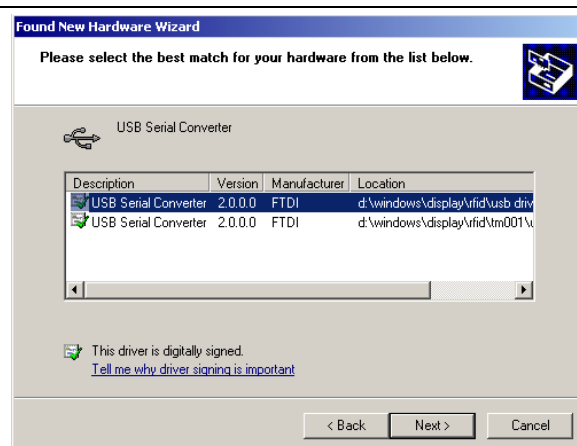 Found New Hardware Wizard
Please select the best match for your hardware from the list below.
USB Serial Converter
Description Version Manufacturer Location
USB Serial Converter 2.0.0.0 FTDI d:\windows\display\rfid\usb driv
USB Serial Converter 2.0.0.0 FTDI d:\windows\display\rfid\tm001\u
This driver is digitally signed.
Tell me why driver signing is important
< Back Next > Cancel